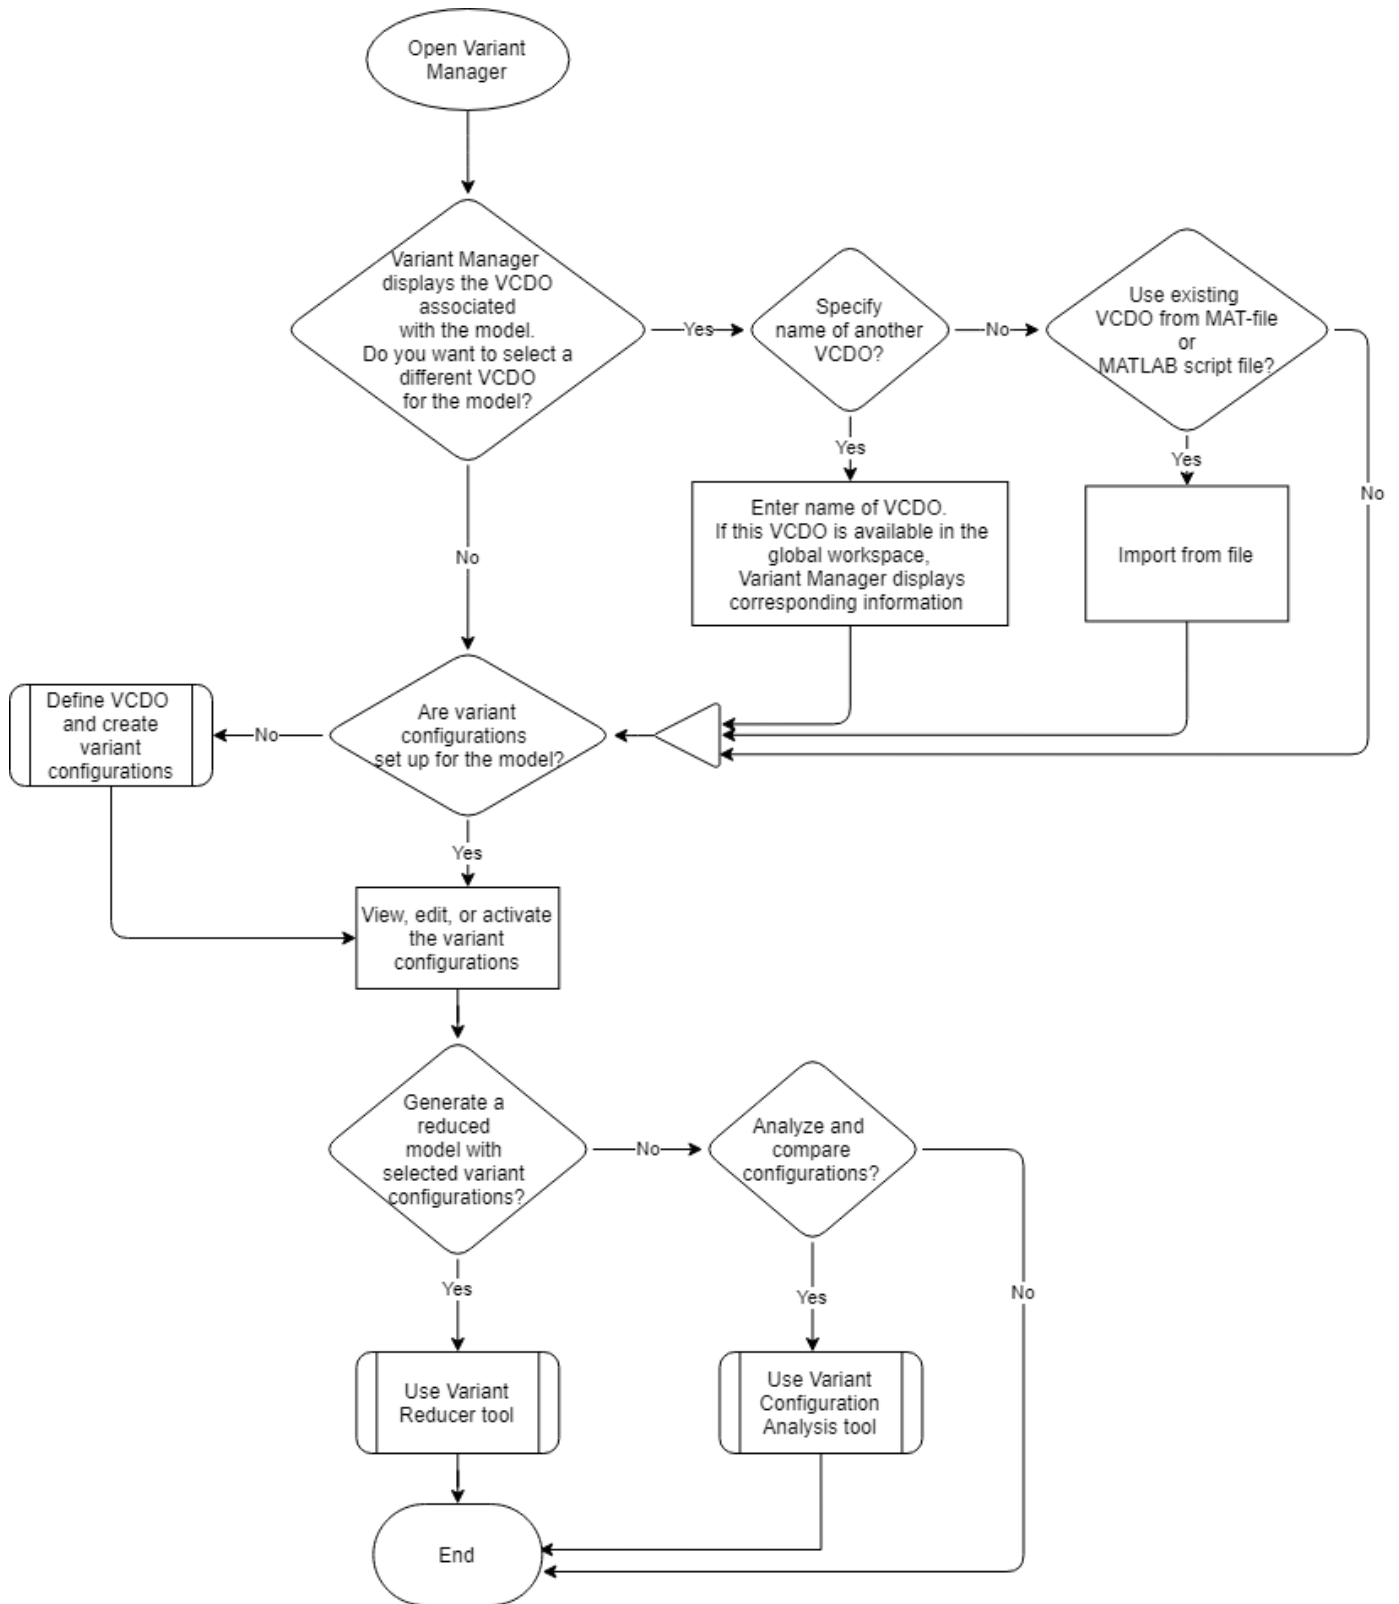 Open Variant
Manager
Variant Manager
displays the VCDO
associated
with the model.
Do you want to select a
different VCDO
for the model?
Yes
Specify
name of another
VCDO?
No
Use existing
VCDO from MAT-file
or
MATLAB script file?
Yes
Yes
No
Enter name of VCDO.
If this VCDO is available in the
global workspace,
Variant Manager displays
corresponding information
Import from file
No
Define VCDO
and create
variant
configurations
No
Are variant
configurations
set up for the model?
Yes
View, edit, or activate
the variant
configurations
Generate a
reduced
model with
selected variant
configurations?
No
Analyze and
compare
configurations?
Yes
Yes
No
Use Variant
Reducer tool
Use Variant
Configuration
Analysis tool
End